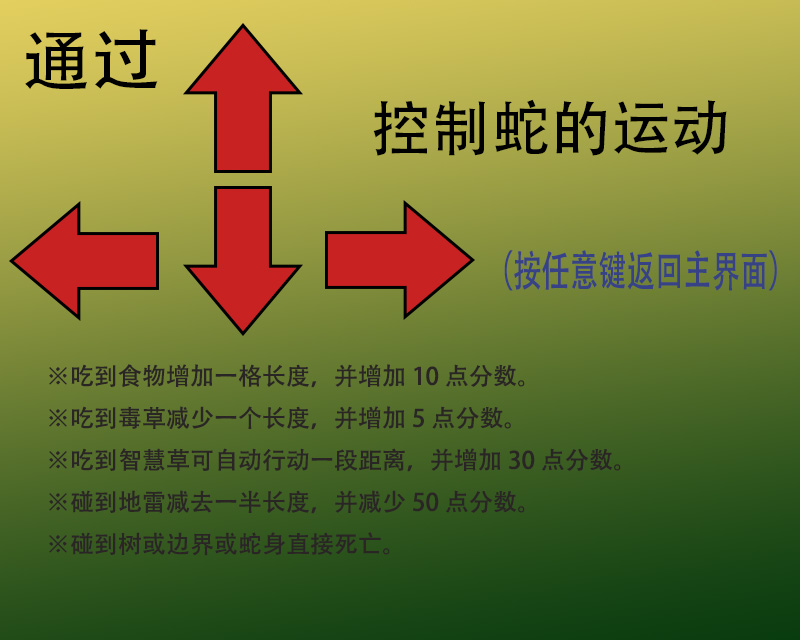 通过
控制蛇的运动
(按任意键返回主界面)
※吃到食物增加一格长度，并增加 10 点分数。
※吃到毒草减少一个长度，并增加 5 点分数。
※吃到智慧草可自动行动一段距离，并增加 30 点分数。
※碰到地雷减去一半长度，并减少 50 点分数。
※碰到树或边界或蛇身直接死亡。